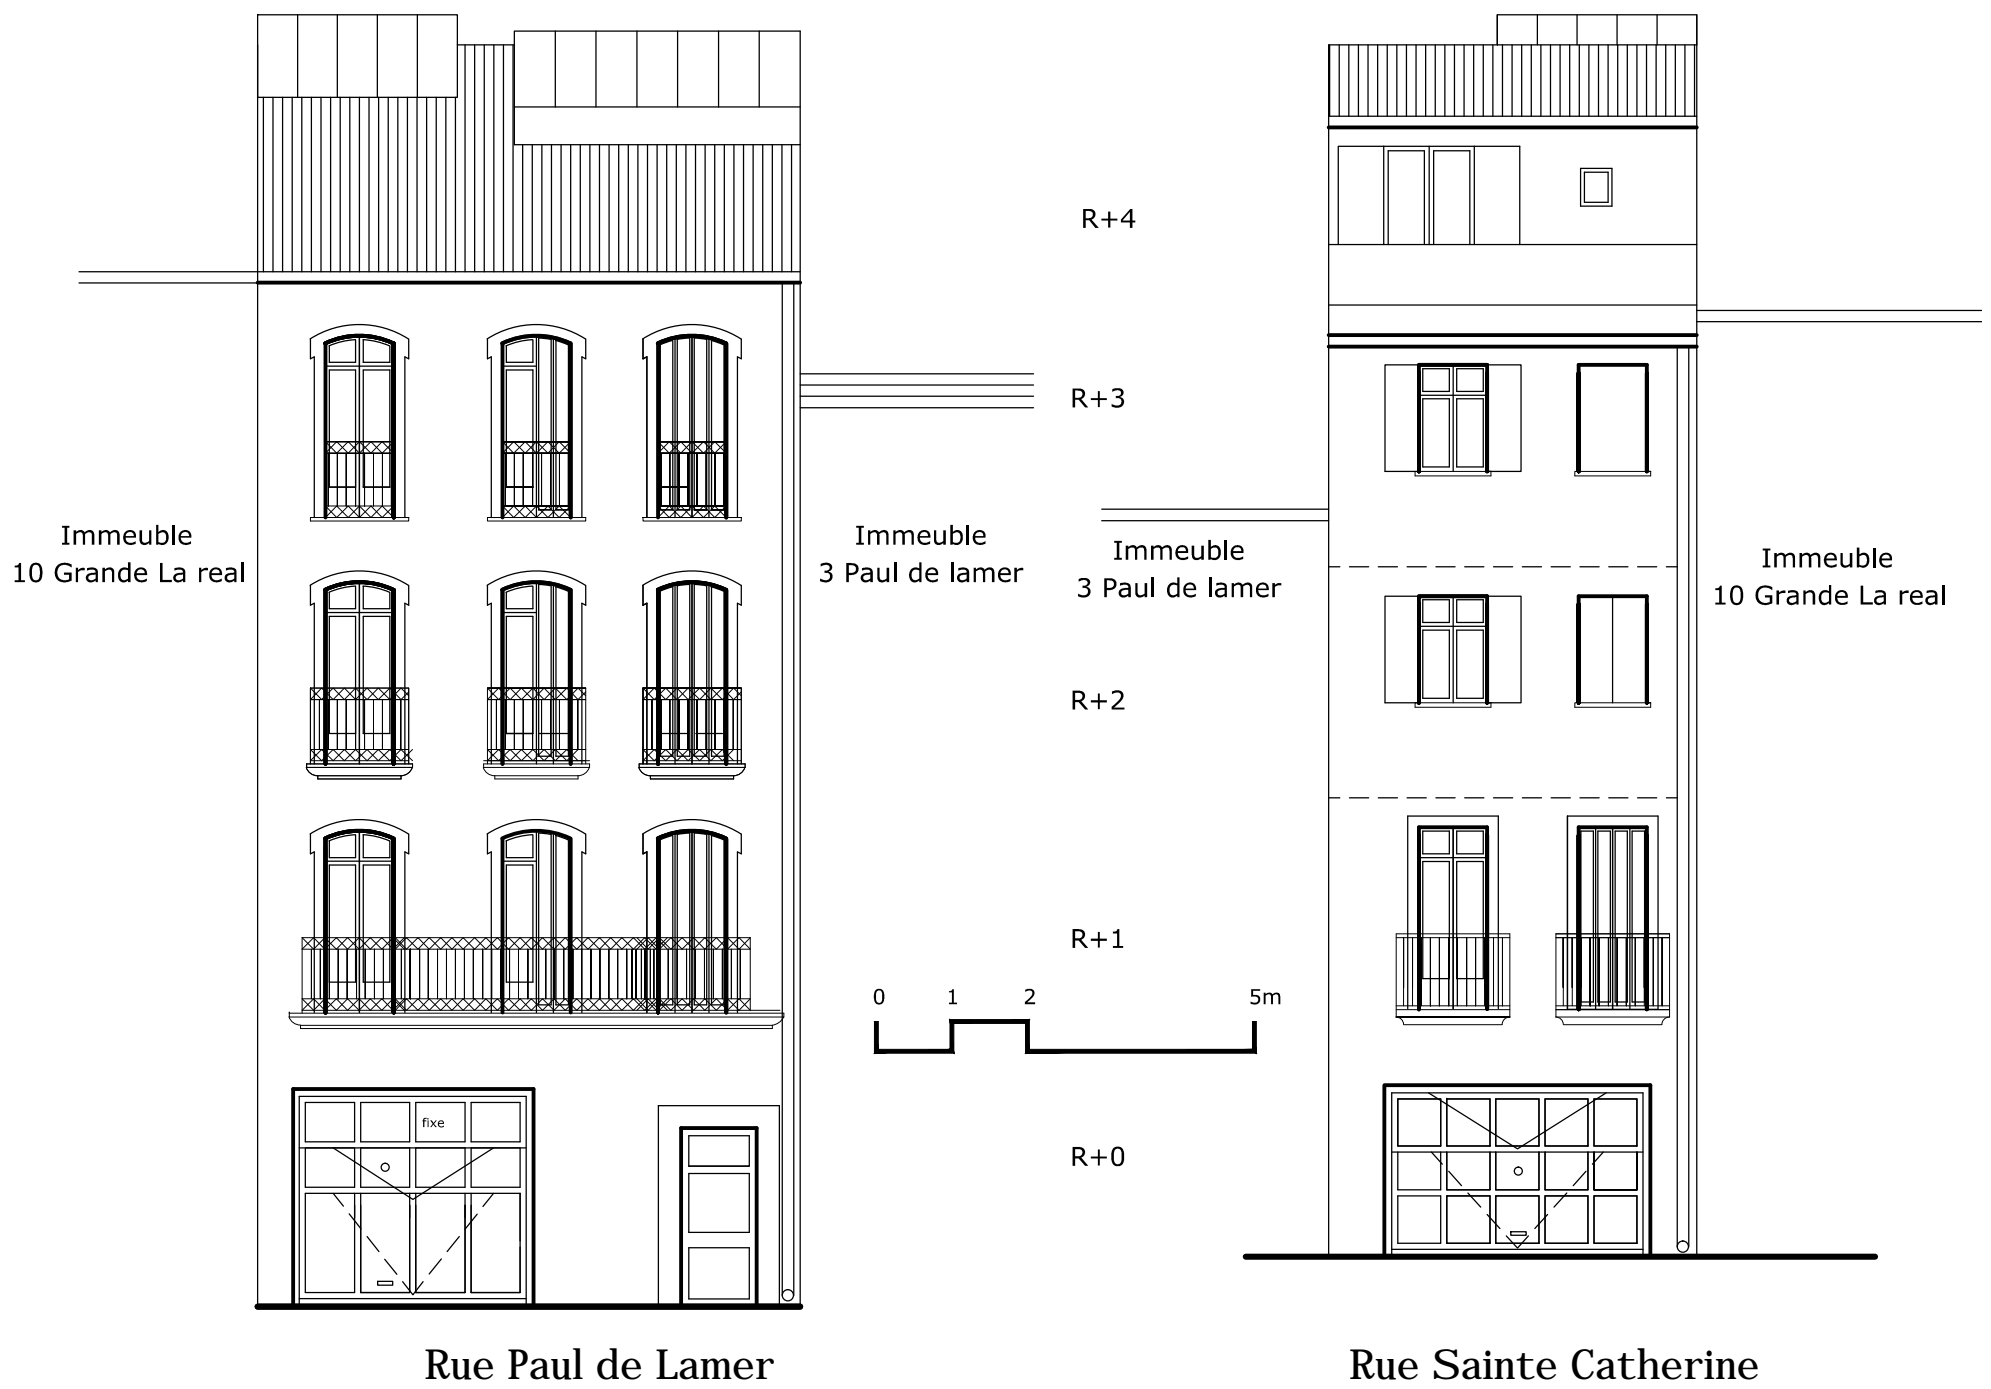 R+4
R+3
Immeuble
10 Grande La real
Immeuble
3 Paul de lamer
Immeuble
3 Paul de lamer
Immeuble
10 Grande La real
R+2
R+1
0 1 2 5m
fixe
R+0
Rue Paul de Lamer
Rue Sainte Catherine